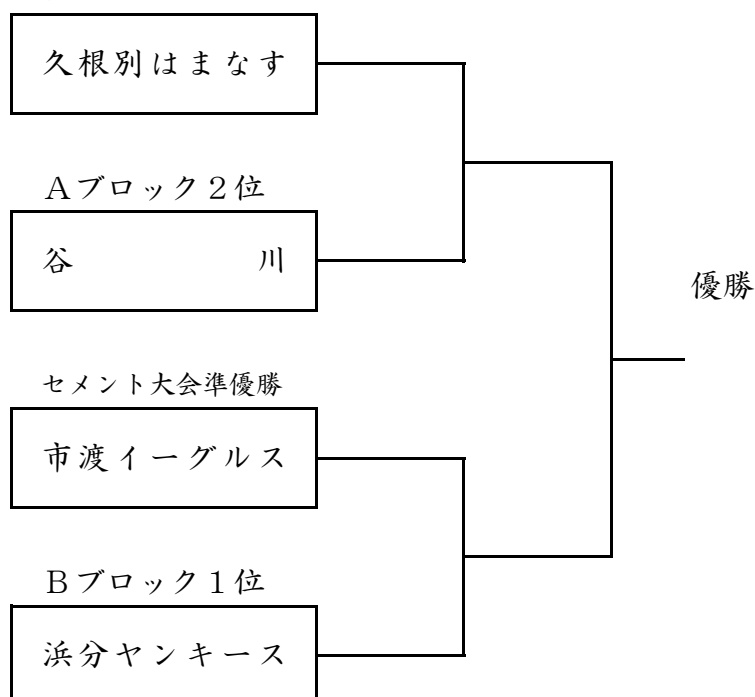 久根別はまなす
Aブロック2位
谷川
優勝
セメント大会準優勝
市渡イーグルス
Bブロック1位
浜分ヤンキース